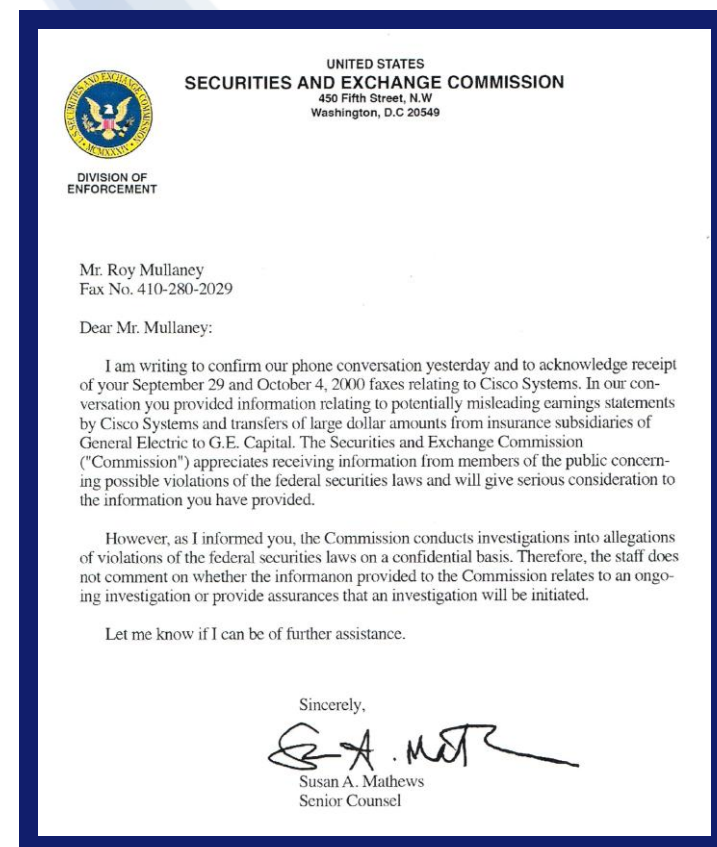 UNITED STATES
SECURITIES AND EXCHANGE COMMISSION
450 Fifth Street, N.W
Washington, D.C 20549
U.S. SECURITIES AND EXCHANGE COMMISSION
MCMXXXIV
DIVISION OF
ENFORCEMENT
Mr. Roy Mullaney
Fax No. 410-280-2029
Dear Mr. Mullaney:
I am writing to confirm our phone conversation yesterday and to acknowledge receipt
of your September 29 and October 4, 2000 faxes relating to Cisco Systems. In our con-
versation you provided information relating to potentially misleading earnings statements
by Cisco Systems and transfers of large dollar amounts from insurance subsidiaries of
General Electric to G.E. Capital. The Securities and Exchange Commission
("Commission") appreciates receiving information from members of the public concern-
ing possible violations of the federal securities laws and will give serious consideration to
the information you have provided.
However, as I informed you, the Commission conducts investigations into allegations
of violations of the federal securities laws on a confidential basis. Therefore, the staff does
not comment on whether the informanon provided to the Commission relates to an ongo-
ing investigation or provide assurances that an investigation will be initiated.
Let me know if I can be of further assistance.
Sincerely,
Susan A. Mathews
Senior Counsel